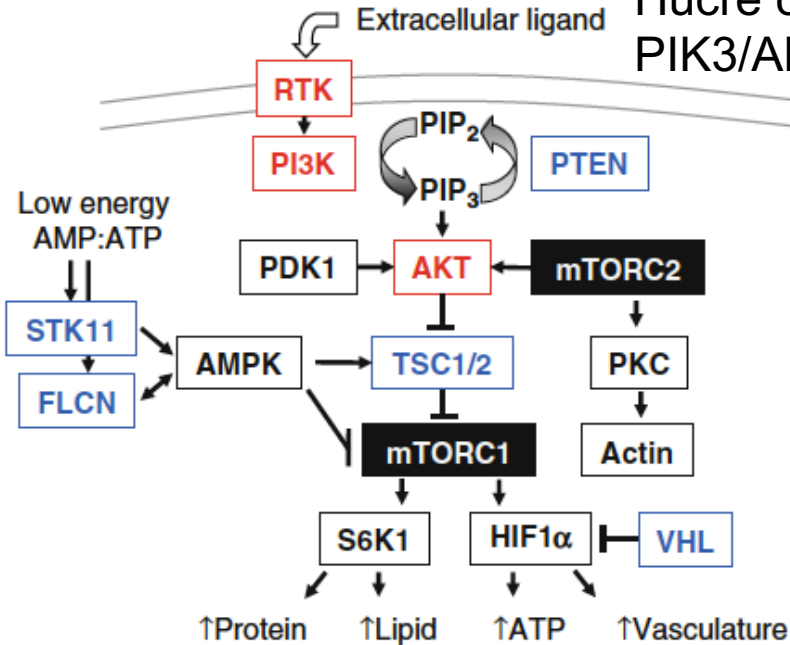 Extracellular ligand
RTK
PI3K
PIP2
PIP3
PTEN
Low energy
AMP:ATP
PDK1
AKT
mTORC2
STK11
AMPK
TSC1/2
PKC
FLCN
mTORC1
Actin
S6K1
HIF1α
VHL
↑Protein
↑Lipid
↑ATP
↑Vasculature